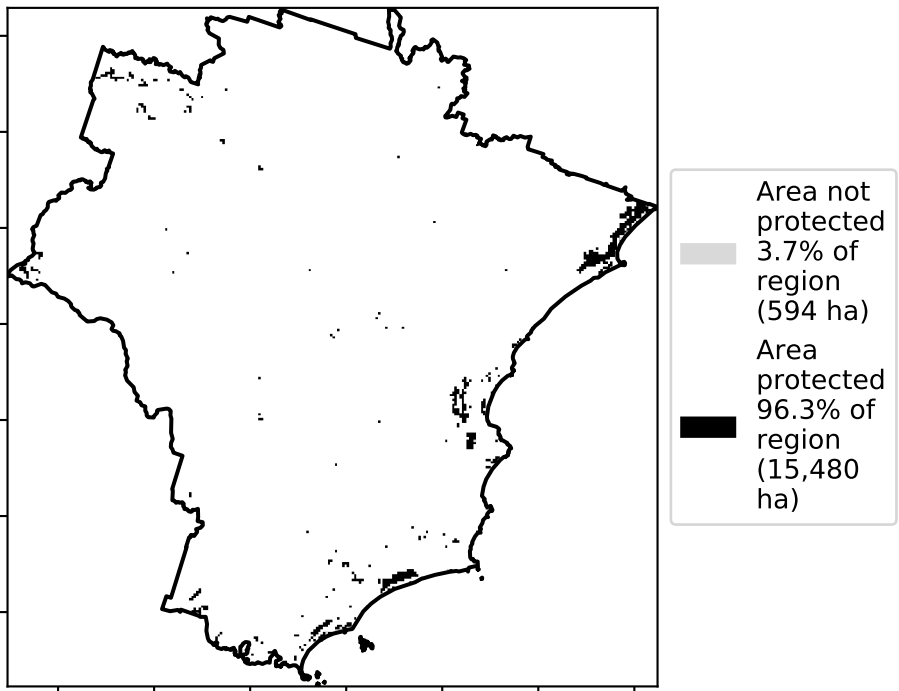 Area not
protected
3.7% of
region
(594 ha)
Area
protected
96.3% of
region
(15,480
ha)